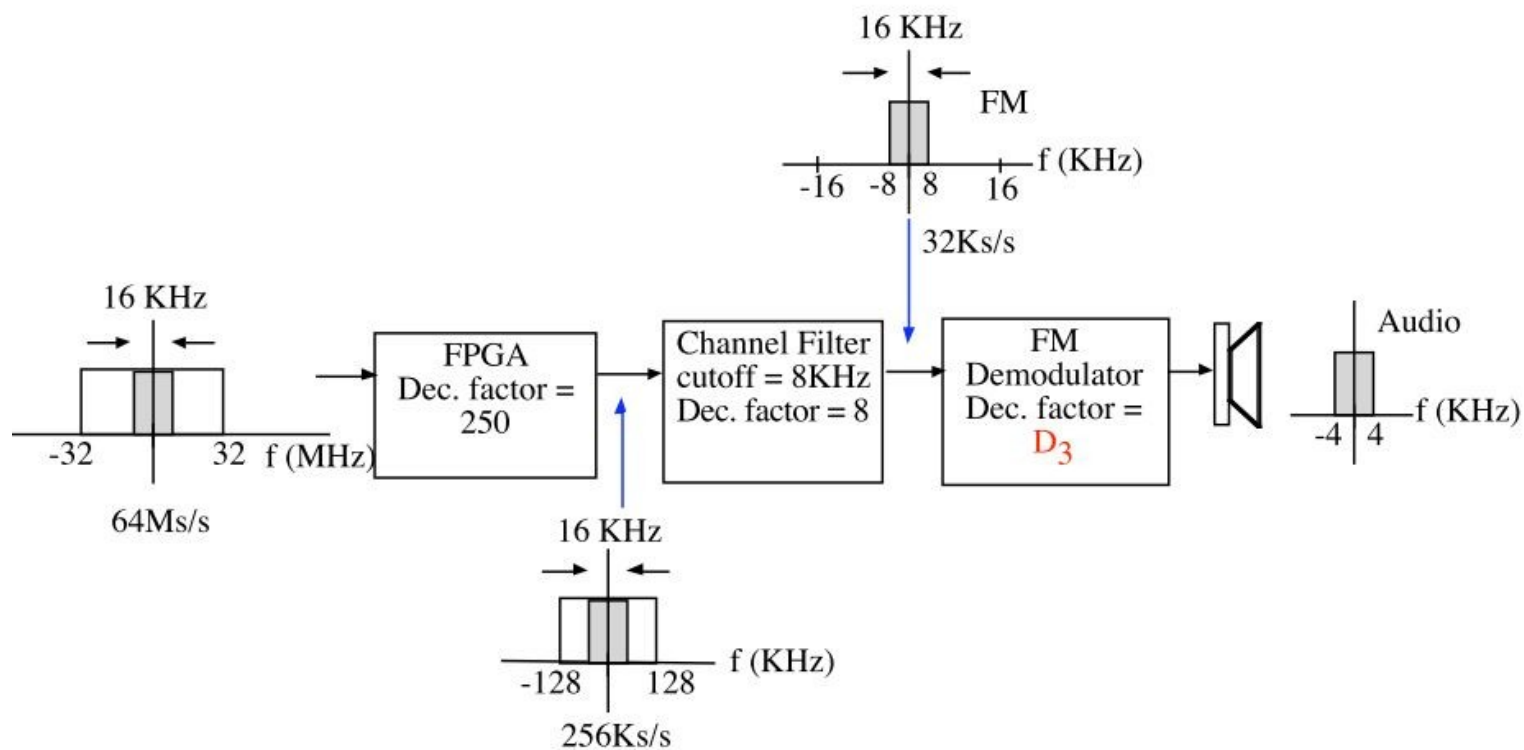 16 KHz
FM
f (KHz)
-16 -8 8 16
32Ks/s
16 KHz
-32 32 f (MHz)
64Ms/s
FPGA
Dec. factor =
250
Channel Filter
cutoff = 8KHz
Dec. factor = 8
FM
Demodulator
Dec. factor =
D3
Audio
f (KHz)
-4 4
16 KHz
f (KHz)
-128 128
256Ks/s